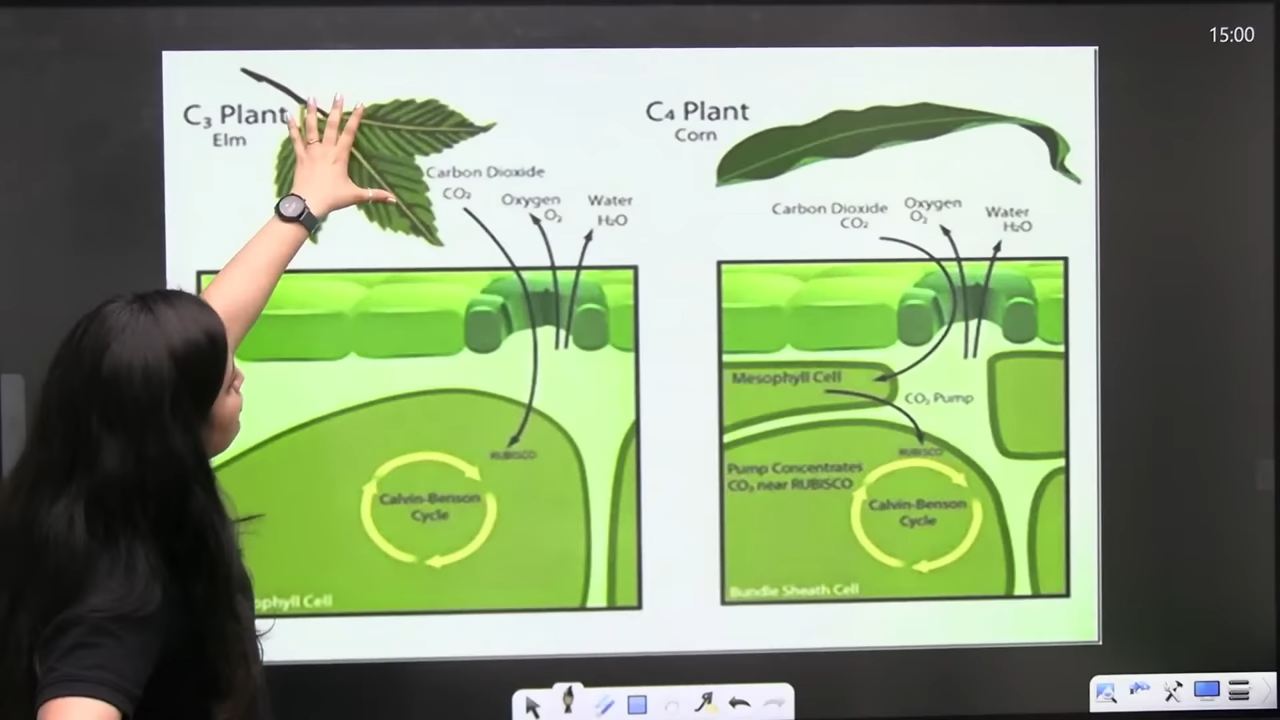 15:00
C₃ Plant
Elm
Carbon Dioxide
CO₂
Oxygen
O₂
Water
H₂O
RUBISCO
Calvin-Benson
Cycle
ophyll Cell
C₄ Plant
Corn
Carbon Dioxide
CO₂
Oxygen
O₂
Water
H₂O
Mesophyll Cell
CO₂ Pump
RUBISCO
Pump Concentrates
CO₂ near RUBISCO
Calvin-Benson
Cycle
Bundle Sheath Cell